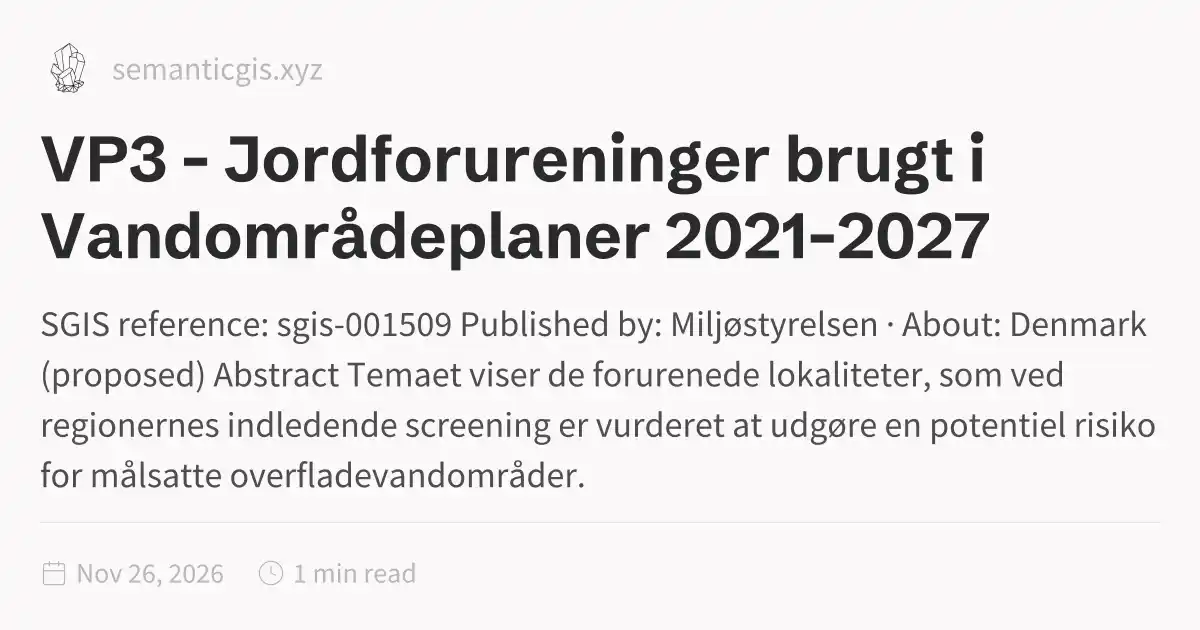 semanticgis.xyz
VP3 - Jordforureninger brugt i
Vandområdeplaner 2021-2027
SGIS reference: sgis-001509 Published by: Miljøstyrelsen · About: Denmark
(proposed) Abstract Temaet viser de forurenede lokaliteter, som ved
regionernes indledende screening er vurderet at udgøre en potentiel risiko
for målsatte overfladevandområder.
Nov 26, 2026 1 min read